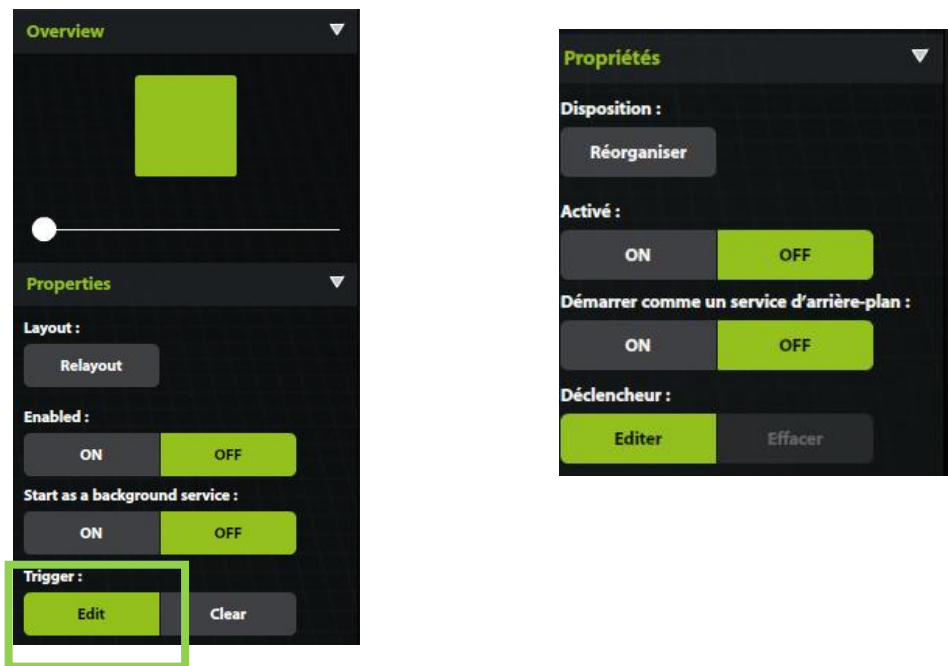 Overview
Properties
Layout :
Relayout
Enabled :
ON OFF
Start as a background service :
ON OFF
Trigger :
Edit Clear
Propriétés
Disposition :
Réorganiser
Activé :
ON OFF
Démarrer comme un service d'arrière-plan :
ON OFF
Déclencheur :
Editer Effacer